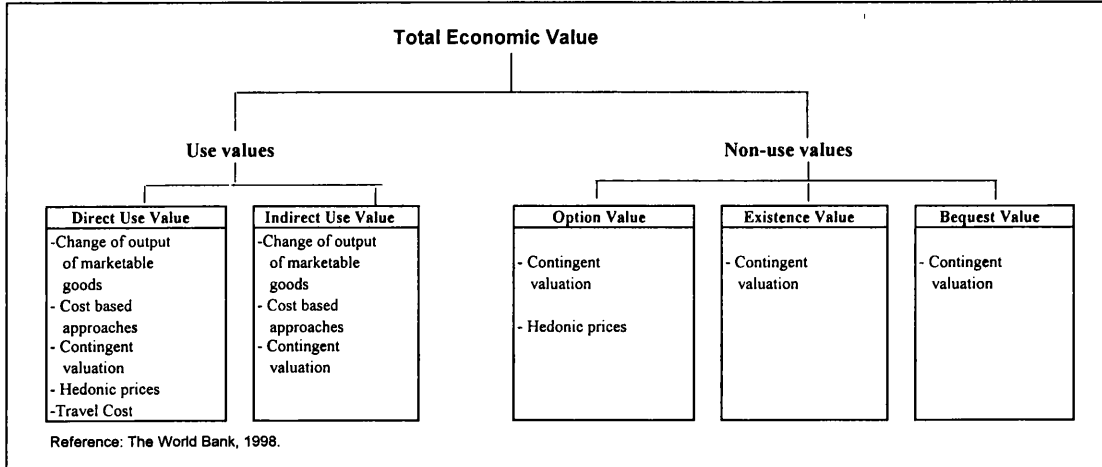 Total Economic Value
Use values
Non-use values
Direct Use Value
-Change of output
of marketable
goods
- Cost based
approaches
- Contingent
valuation
- Hedonic prices
-Travel Cost
Indirect Use Value
-Change of output
of marketable
goods
- Cost based
approaches
- Contingent
valuation
Option Value
- Contingent
valuation
- Hedonic prices
Existence Value
- Contingent
valuation
Bequest Value
- Contingent
valuation
Reference: The World Bank, 1998.